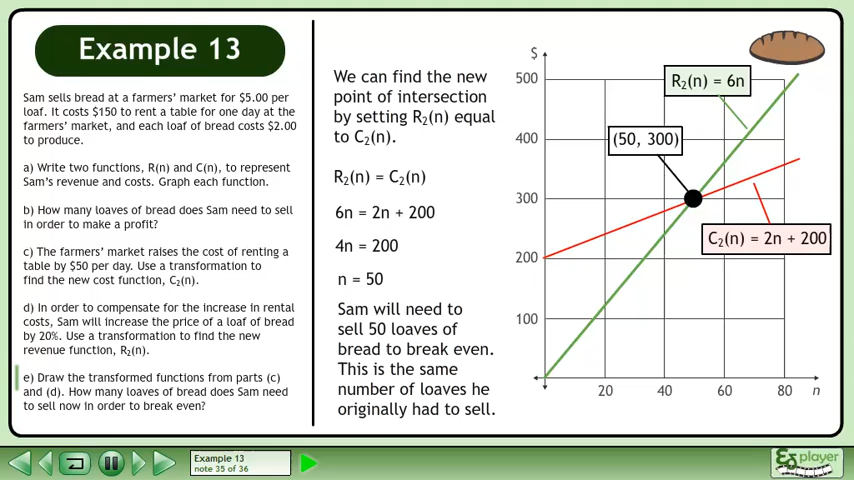 Example 13
Sam sells bread at a farmers' market for $5.00 per
loaf. It costs $150 to rent a table for one day at the
farmers' market, and each loaf of bread costs $2.00
to produce.
a) Write two functions, R(n) and C(n), to represent
Sam's revenue and costs. Graph each function.
b) How many loaves of bread does Sam need to sell
in order to make a profit?
c) The farmers' market raises the cost of renting a
table by $50 per day. Use a transformation to
find the new cost function, C₂(n).
d) In order to compensate for the increase in rental
costs, Sam will increase the price of a loaf of bread
by 20%. Use a transformation to find the new
revenue function, R₂(n).
e) Draw the transformed functions from parts (c)
and (d). How many loaves of bread does Sam need
to sell now in order to break even?
We can find the new
point of intersection
by setting R₂(n) equal
to C₂(n).
R₂(n) = C₂(n)
6n = 2n + 200
4n = 200
n = 50
Sam will need to
sell 50 loaves of
bread to break even.
This is the same
number of loaves he
originally had to sell.
$
500
400
300
200
100
20
40
60
80
n
R₂(n) = 6n
(50, 300)
C₂(n) = 2n + 200
Example 13
note 35 of 36
Ez player